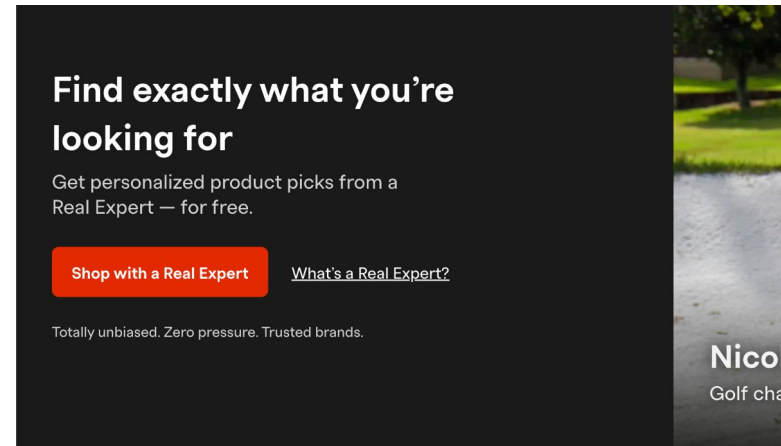 Find exactly what you’re
looking for
Get personalized product picks from a
Real Expert — for free.
Shop with a Real Expert
What’s a Real Expert?
Totally unbiased. Zero pressure. Trusted brands.
Nico
Golf cha